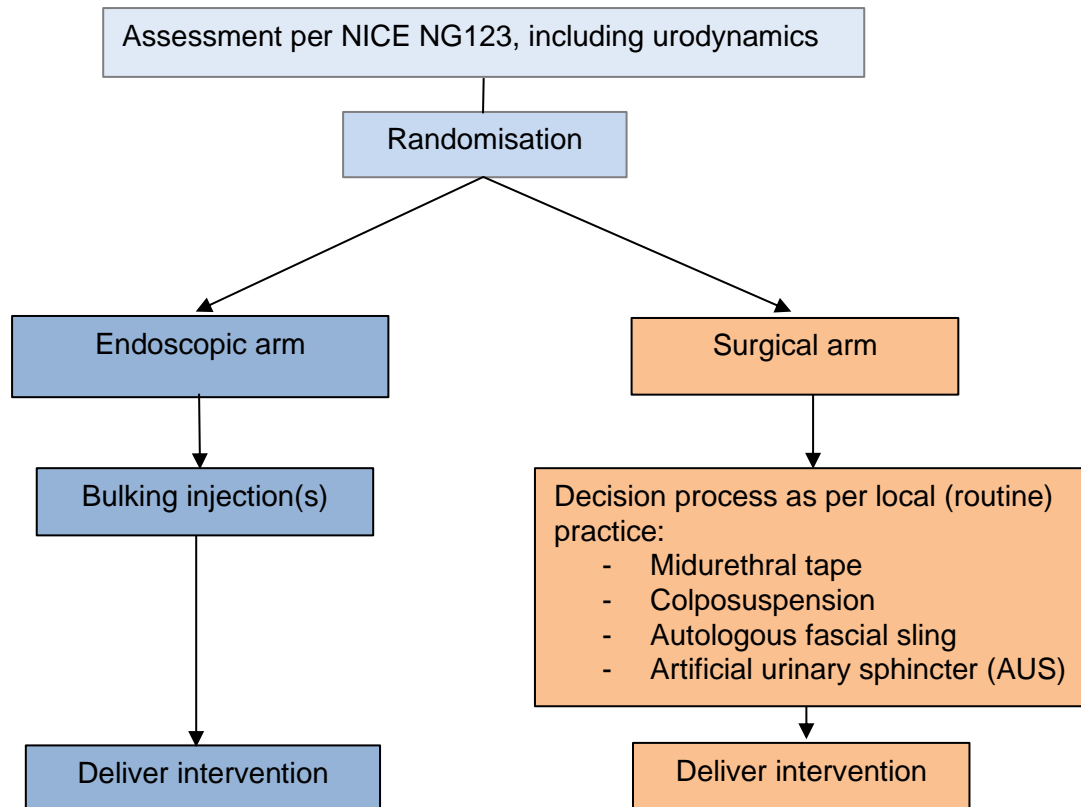 Assessment per NICE NG123, including urodynamics
Randomisation
Endoscopic arm
Surgical arm
Bulking injection(s)
Decision process as per local (routine)
practice:
- Midurethral tape
- Colposuspension
- Autologous fascial sling
- Artificial urinary sphincter (AUS)
Deliver intervention
Deliver intervention